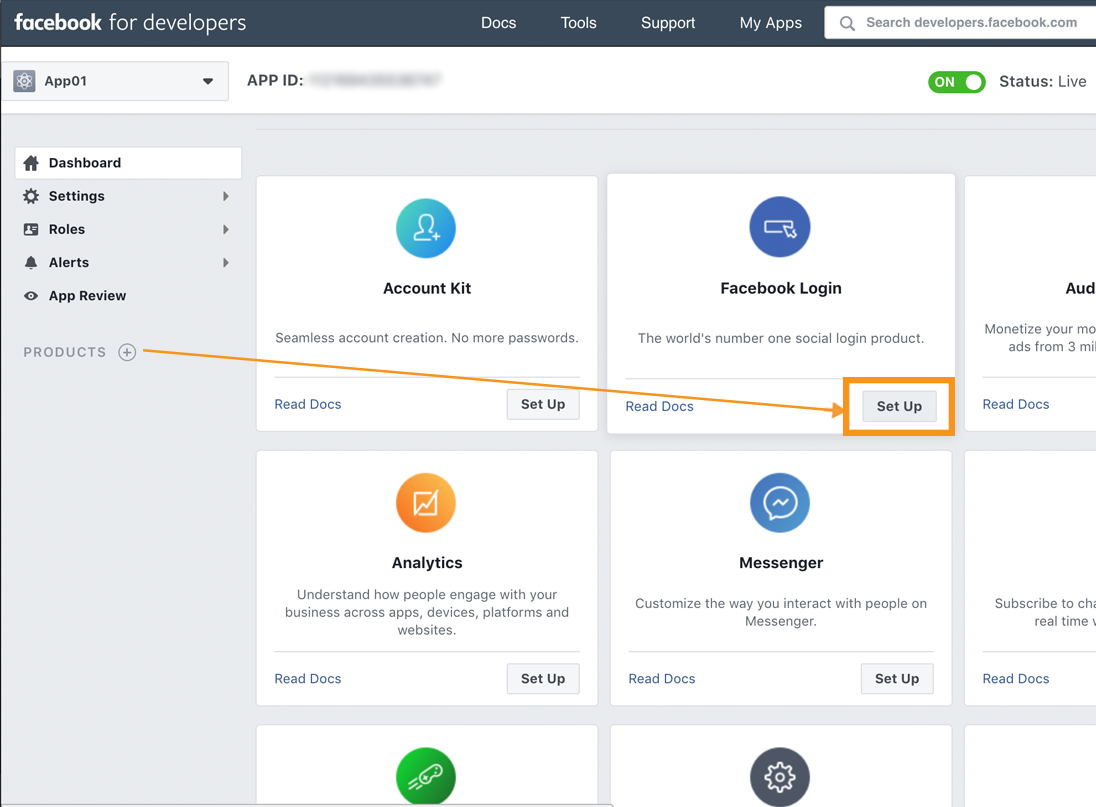 facebook for developers
Docs
Tools
Support
My Apps
Search developers.facebook.com
App01
APP ID:
ON
Status: Live
Dashboard
Settings
Roles
Alerts
App Review
PRODUCTS
Account Kit
Seamless account creation. No more passwords.
Read Docs
Set Up
Facebook Login
The world's number one social login product.
Read Docs
Set Up
Monetize your
ads from 3
Read Docs
Analytics
Understand how people engage with your
business across apps, devices, platforms and
websites.
Read Docs
Set Up
Messenger
Customize the way you interact with people on
Messenger.
Read Docs
Set Up
Subscribe to
real time
Read Docs